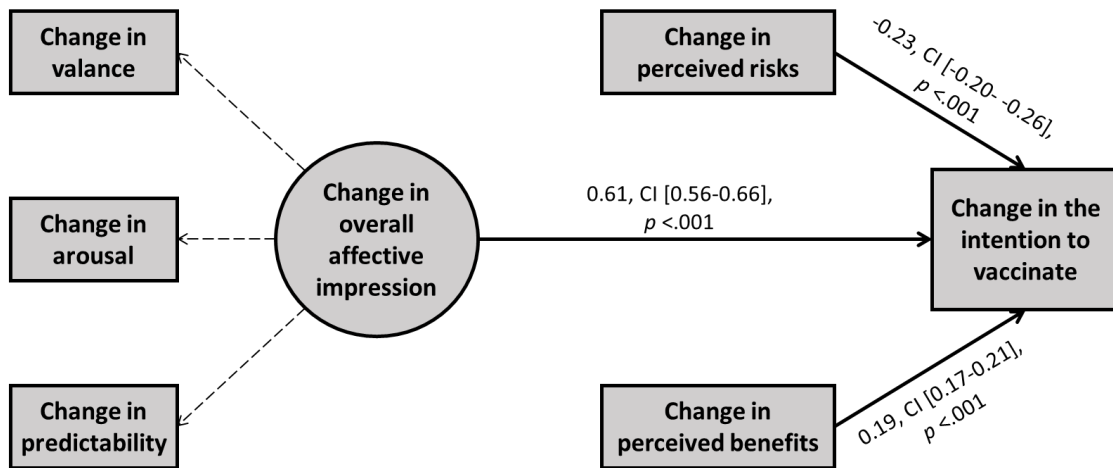 Change in
valance
Change in
perceived risks
-0.23, CI [-0.20- -0.26],
p <.001
Change in
arousal
Change in
overall
affective
impression
0.61, CI [0.56-0.66],
p <.001
Change in the
intention to
vaccinate
Change in
predictability
Change in
perceived benefits
0.19, CI [0.17-0.21],
p <.001